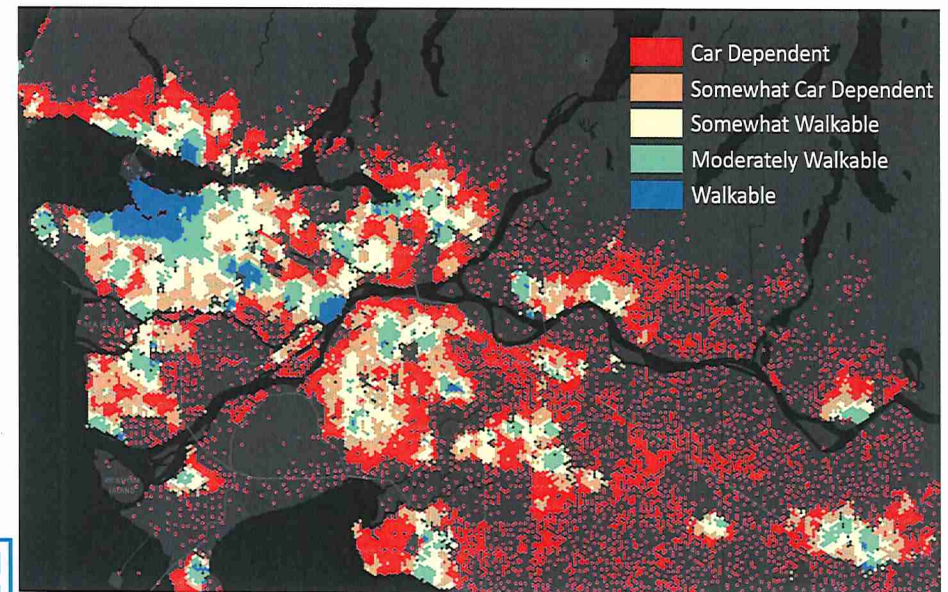 Car Dependent
Somewhat Car Dependent
Somewhat Walkable
Moderately Walkable
Walkable